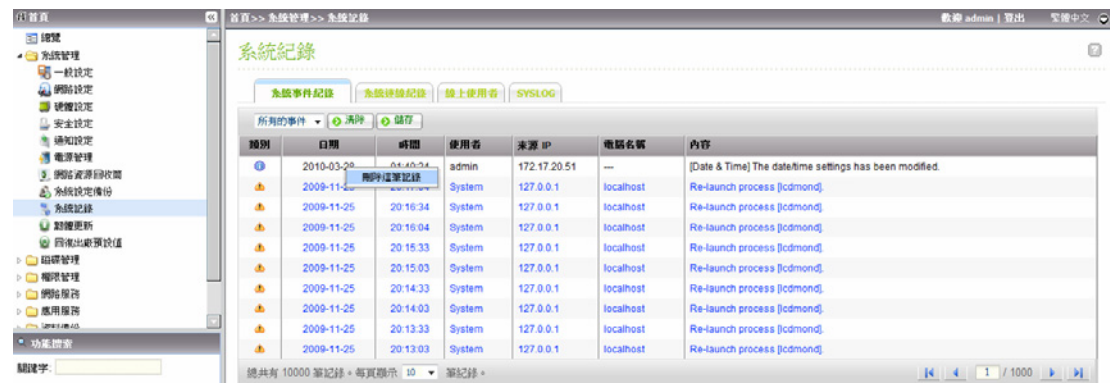 首頁
首頁>> 系統管理>> 系統記錄
歡迎 admin | 登出
繁體中文
總覽
系統管理
一般設定
網路設定
硬體設定
安全設定
通知設定
電源管理
網路資源回收筒
系統設定備份
系統記錄
韌體更新
回復出廠預設值
磁碟管理
權限管理
網路服務
應用服務
資料備份
功能搜索
關鍵字:
系統紀錄
系統事件記錄 系統連線紀錄 線上使用者 SYSLOG
所有的事件 清除 儲存
類別 日期 時間 使用者 來源 IP 電腦名稱 內容
2010-03-29 01:49:24 admin 172.17.20.51 --- [Date & Time] The date/time settings has been modified.
刪除這筆記錄
2009-11-25 System 127.0.0.1 localhost Re-launch process [lcdmond].
2009-11-25 20:16:34 System 127.0.0.1 localhost Re-launch process [lcdmond].
2009-11-25 20:16:04 System 127.0.0.1 localhost Re-launch process [lcdmond].
2009-11-25 20:15:33 System 127.0.0.1 localhost Re-launch process [lcdmond].
2009-11-25 20:15:03 System 127.0.0.1 localhost Re-launch process [lcdmond].
2009-11-25 20:14:33 System 127.0.0.1 localhost Re-launch process [lcdmond].
2009-11-25 20:14:03 System 127.0.0.1 localhost Re-launch process [lcdmond].
2009-11-25 20:13:33 System 127.0.0.1 localhost Re-launch process [lcdmond].
2009-11-25 20:13:03 System 127.0.0.1 localhost Re-launch process [lcdmond].
總共有 10000 筆記錄。每頁顯示 10 筆記錄。
1 / 1000